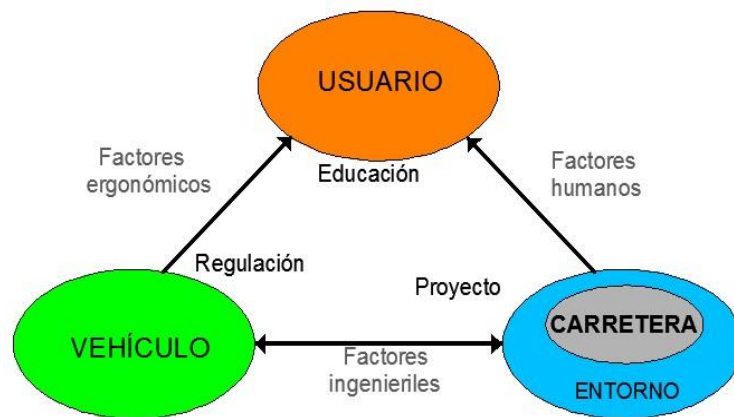 USUARIO
Factores
ergonómicos
Educación
Factores
humanos
Regulación
Proyecto
VEHÍCULO
CARRETERA
Factores
ingenieriles
ENTORNO